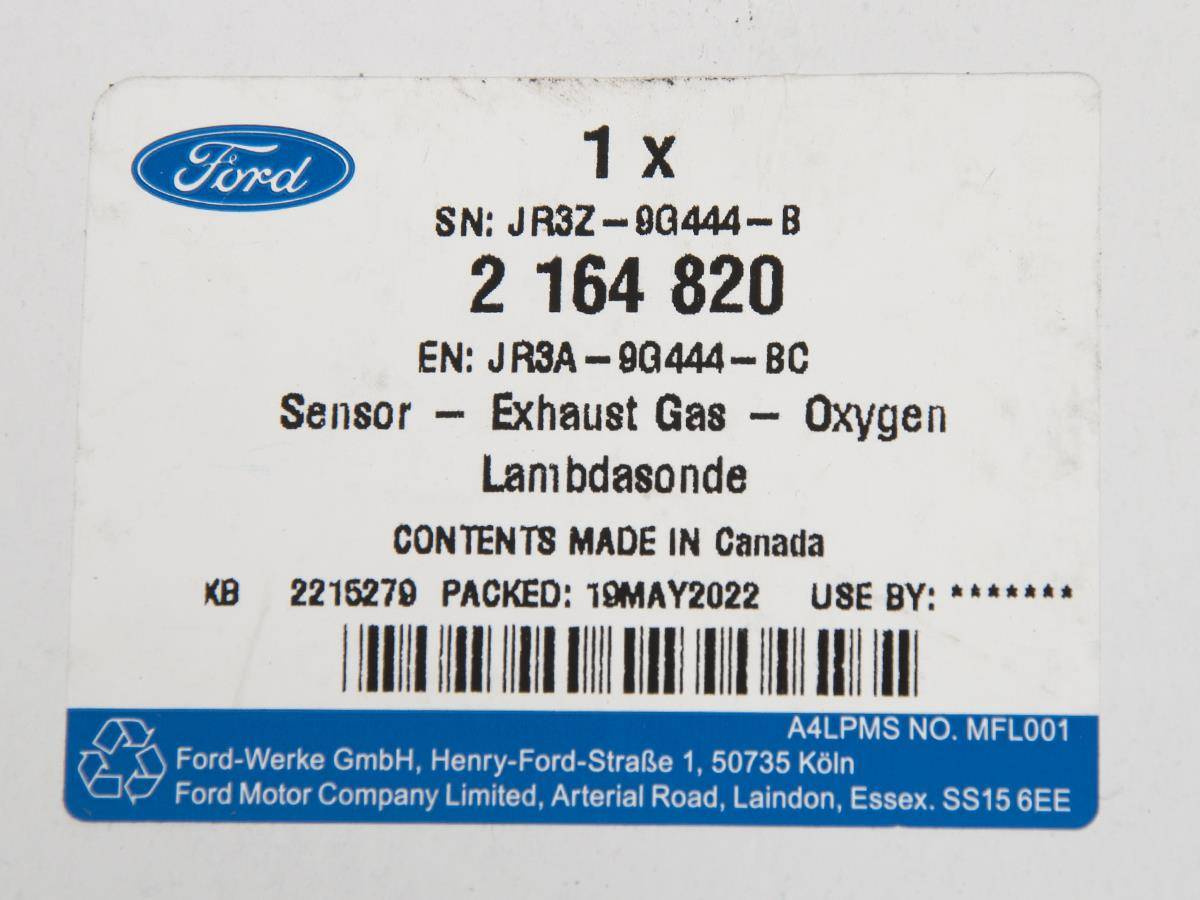 Ford
1 x
SN: JR3Z-9G444-B
2 164 820
EN: JR3A-9G444-BC
Sensor - Exhaust Gas - Oxygen
Lambdasonde
CONTENTS MADE IN Canada
KB 2215279 PACKED: 19MAY2022 USE BY: *******
A4LPMS NO. MFL001
Ford-Werke GmbH, Henry-Ford-Straße 1, 50735 Köln
Ford Motor Company Limited, Arterial Road, Laindon, Essex. SS15 6EE